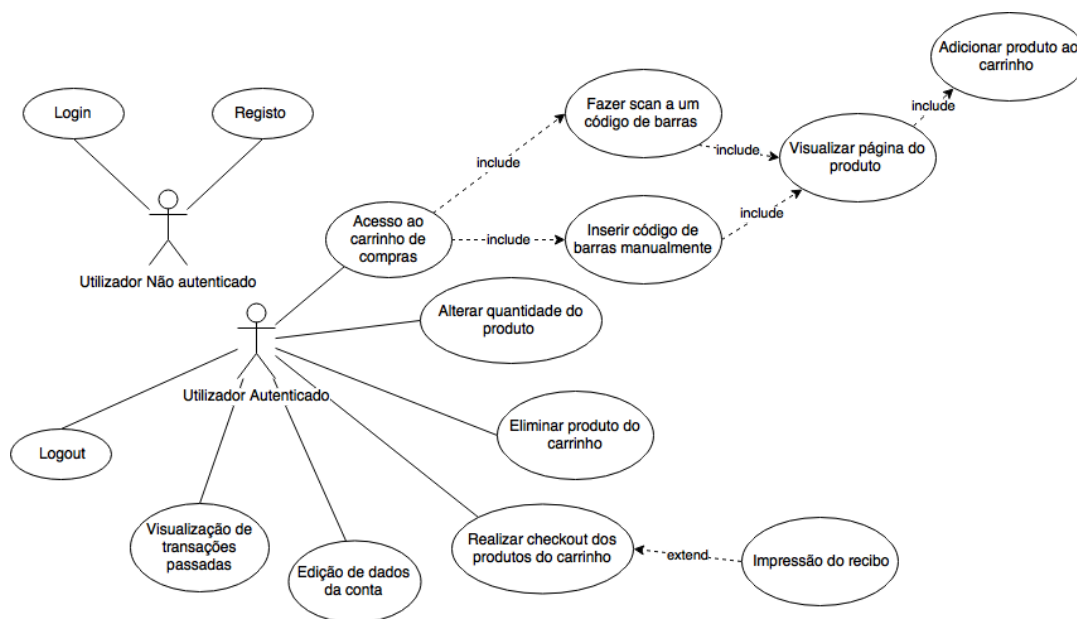 Adicionar produto ao
carrinho
Login
Registo
Fazer scan a um
código de barras
include
include
include
Visualizar página do
produto
Acesso ao
carrinho de
compras
include
Inserir código de
barras manualmente
include
Utilizador Não autenticado
Alterar quantidade do
produto
Utilizador Autenticado
Eliminar produto do
carrinho
Logout
Visualização de
transações
passadas
Edição de dados
da conta
Realizar checkout dos
produtos do carrinho
extend
Impressão do recibo